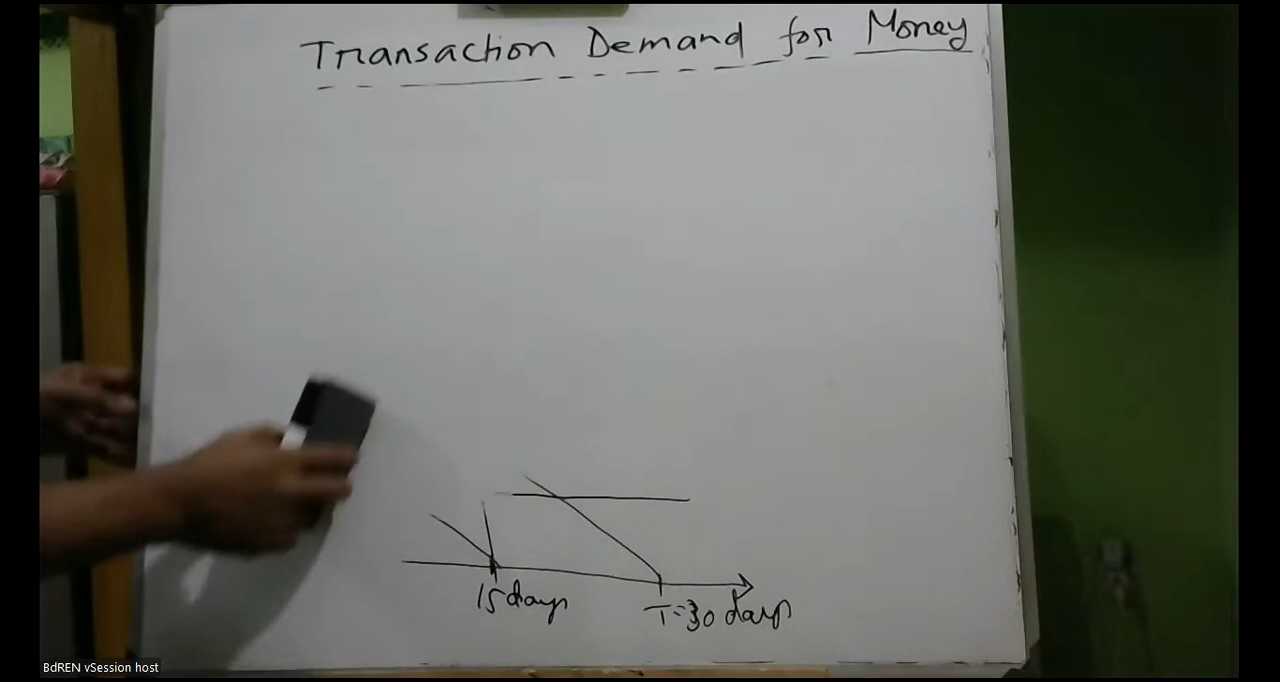 Transaction Demand for Money
15 days
T=30 days
BdREN vSession host